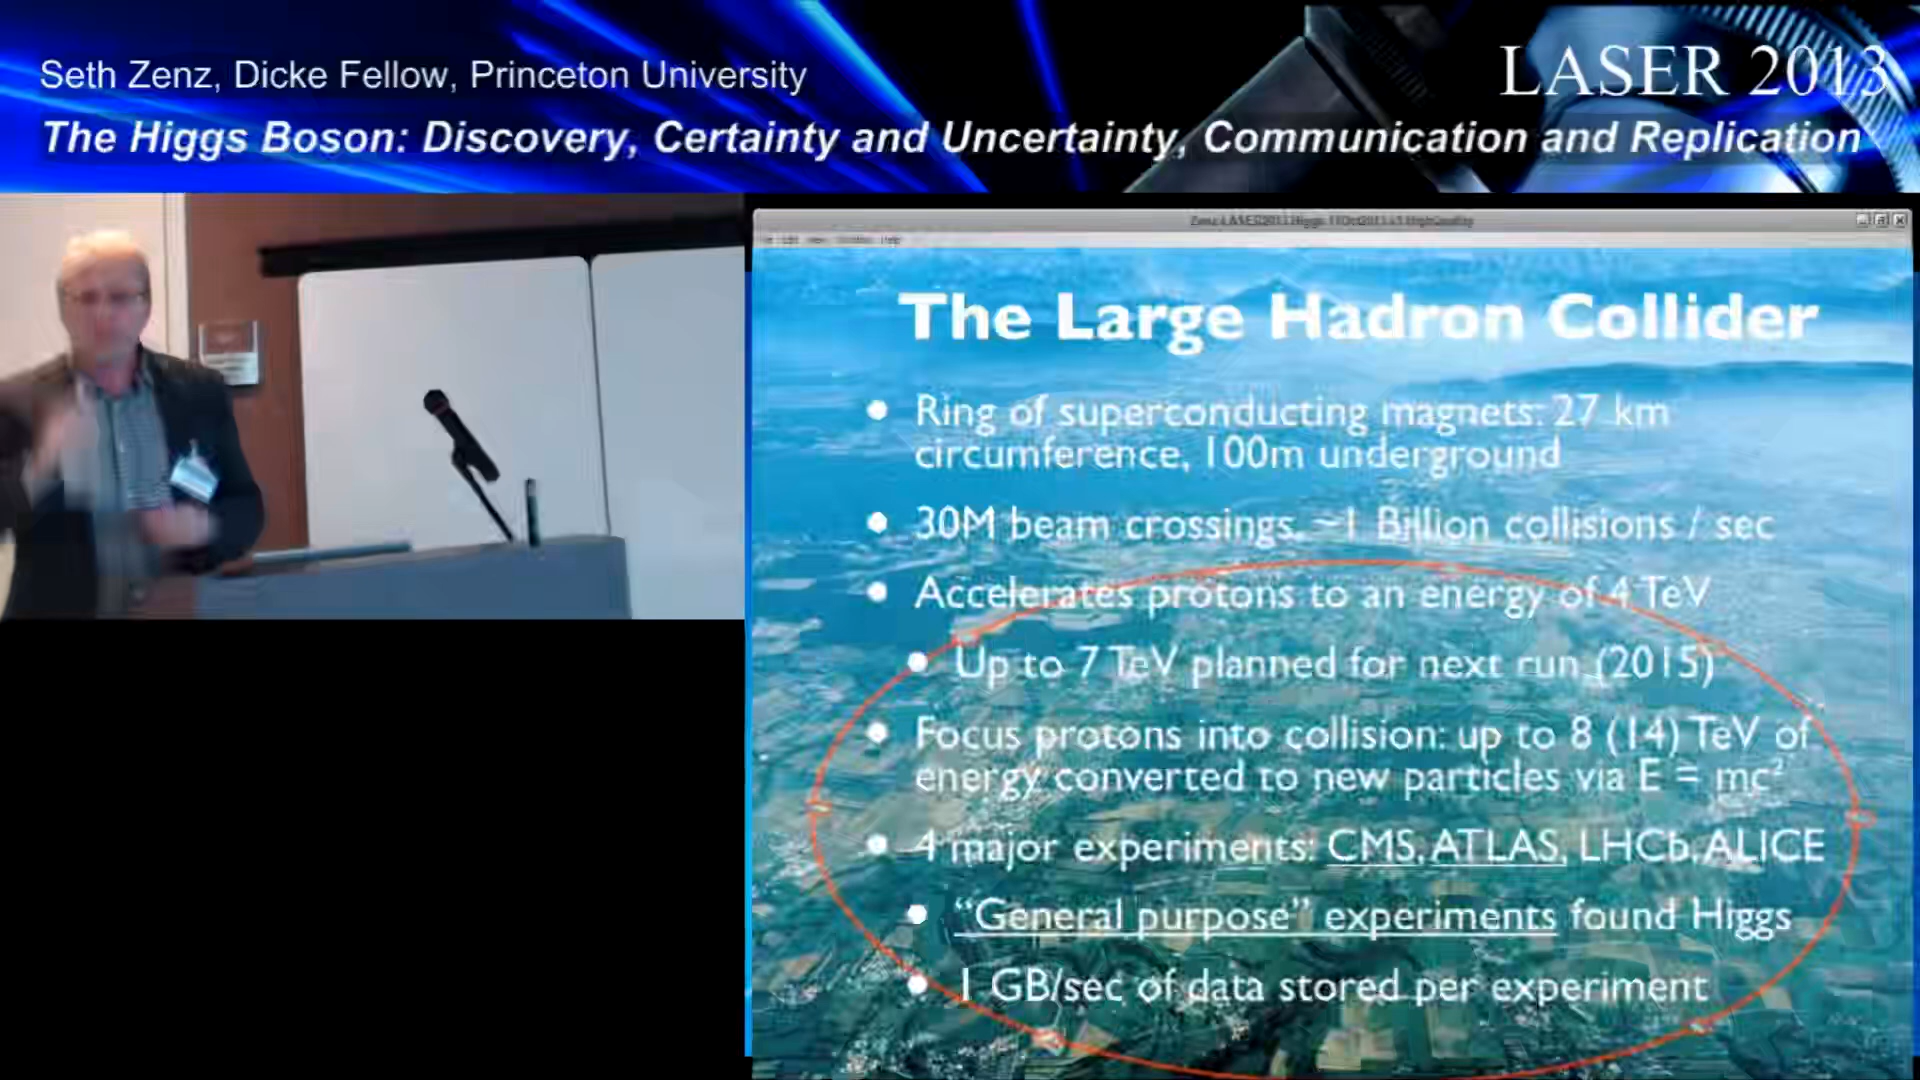 Seth Zenz, Dicke Fellow, Princeton University
LASER 2013
The Higgs Boson: Discovery, Certainty and Uncertainty, Communication and Replication
The Large Hadron Collider
• Ring of superconducting magnets: 27 km
circumference, 100m underground
• 30M beam crossings, ~1 Billion collisions / sec
• Accelerates protons to an energy of 4 TeV
• Up to 7 TeV planned for next run (2015)
• Focus protons into collision: up to 8 (14) TeV of
energy converted to new particles via E = mc²
• 4 major experiments: CMS, ATLAS, LHCb, ALICE
• “General purpose” experiments found Higgs
• 1 GB/sec of data stored per experiment